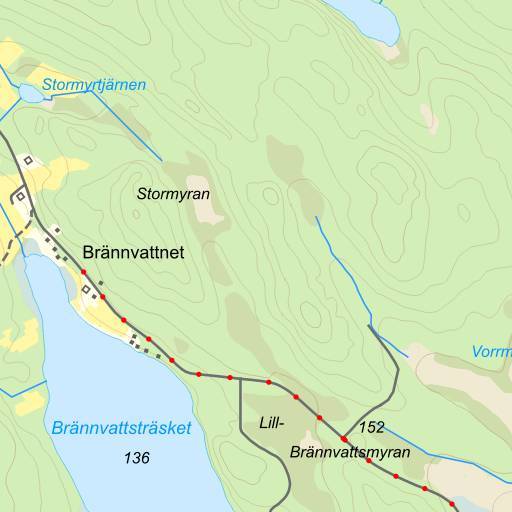 Stormyrtjärnen
Stormyran
Brännvattnet
Vorrm
Lill-
152
Brännvattsträsket
Brännvattsmyran
136